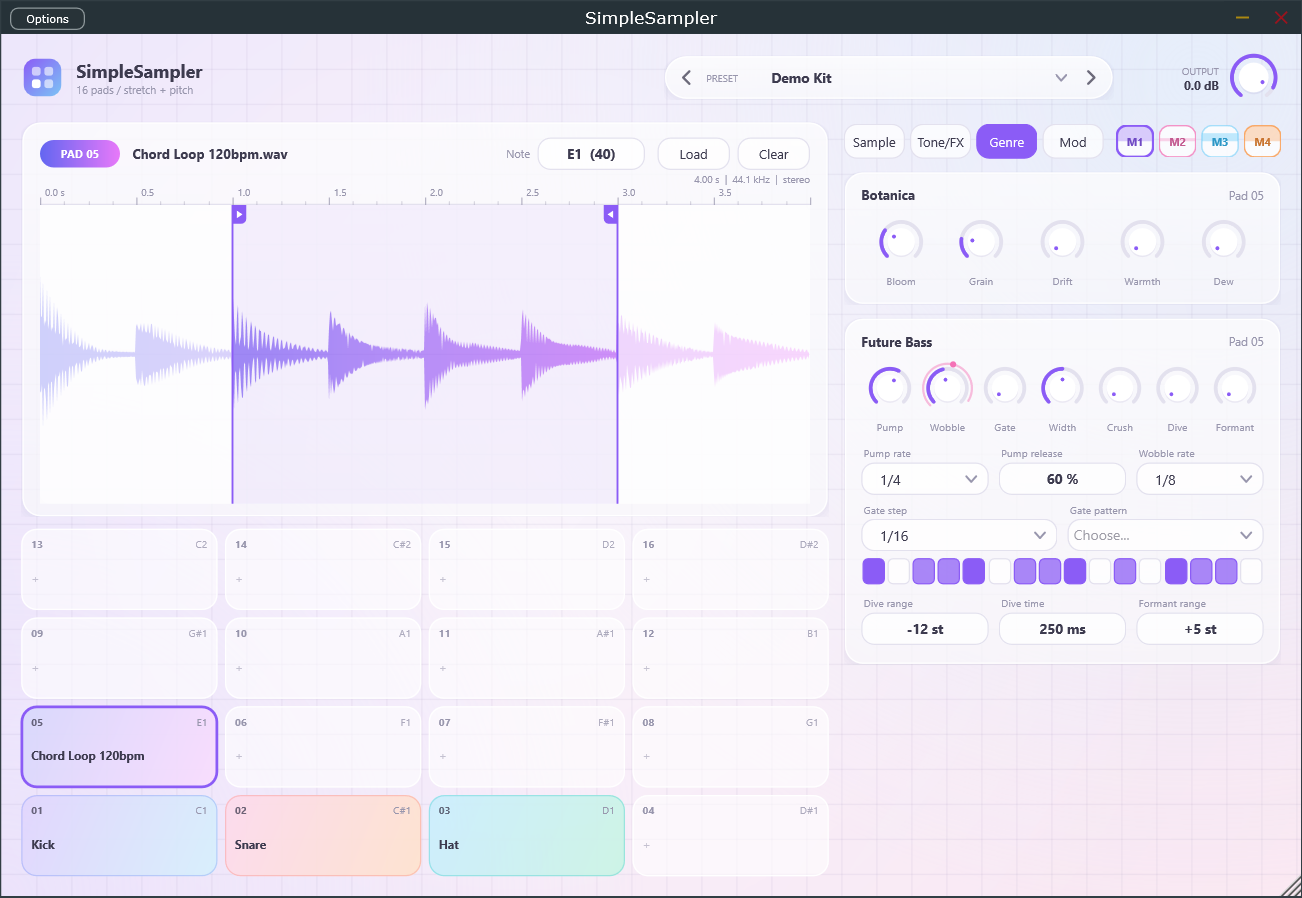 Options
SimpleSampler
SimpleSampler
16 pads / stretch + pitch
PRESET
Demo Kit
OUTPUT
0.0 dB
PAD 05
Chord Loop 120bpm.wav
Note
E1 (40)
Load
Clear
4.00 s | 44.1 kHz | stereo
0.0 s 0.5 1.0 1.5 2.0 2.5 3.0 3.5
Sample
Tone/FX
Genre
Mod
M1
M2
M3
M4
Botanica
Pad 05
Bloom Grain Drift Warmth Dew
Future Bass
Pad 05
Pump Wobble Gate Width Crush Dive Formant
Pump rate Pump release Wobble rate
1/4 60 % 1/8
Gate step Gate pattern
1/16 Choose...
Dive range Dive time Formant range
-12 st 250 ms +5 st
13 C2 14 C#2 15 D2 16 D#2
+ + + +
09 G#1 10 A1 11 A#1 12 B1
+ + + +
05 E1 06 F1 07 F#1 08 G1
Chord Loop 120bpm + + +
01 C1 02 C#1 03 D1 04 D#1
Kick Snare Hat +